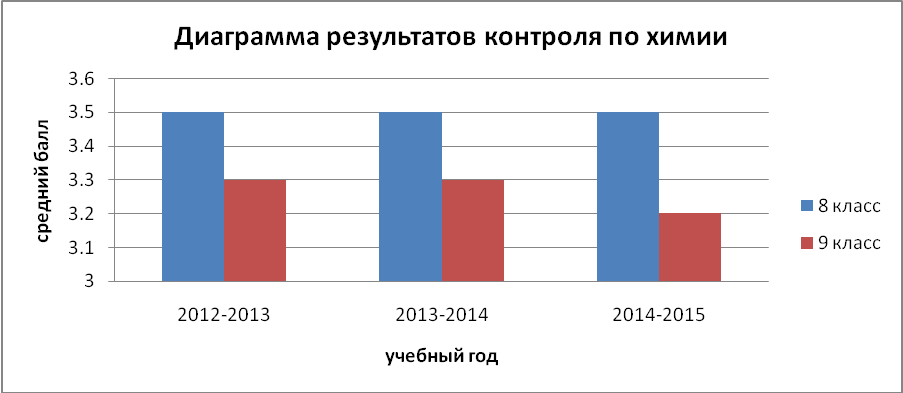 Диаграмма результатов контроля по химии
средний балл
3.6
3.5
3.4
3.3
3.2
3.1
3
2012-2013
2013-2014
2014-2015
учебный год
8 класс
9 класс